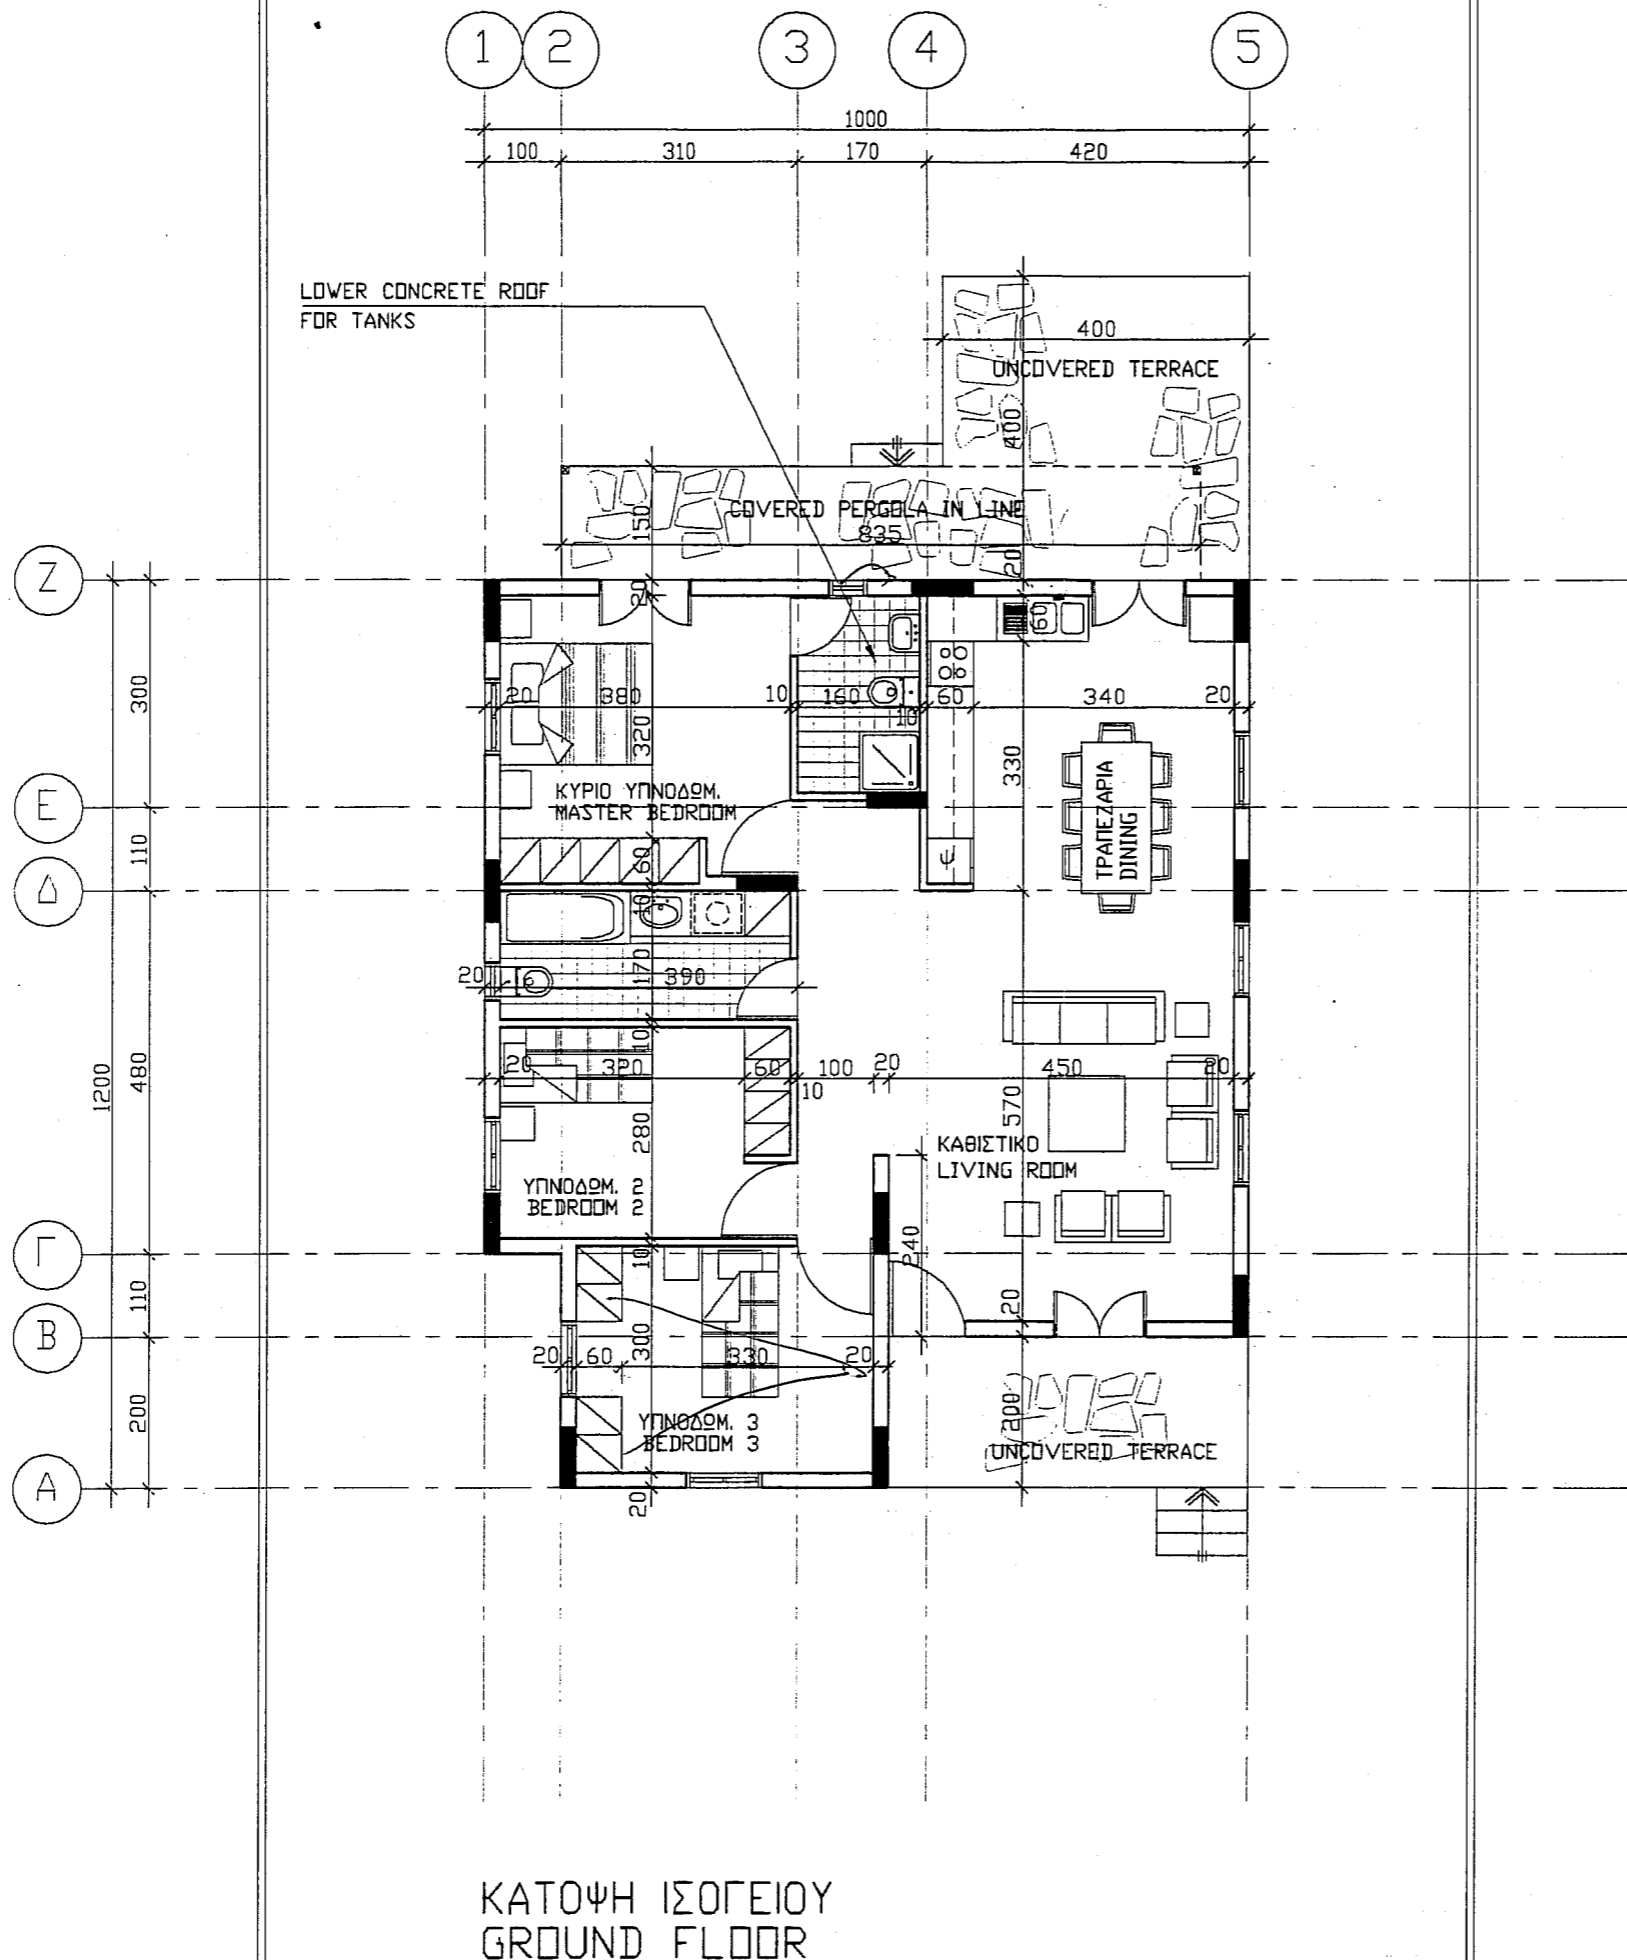 1 2 3 4 5
1000
100 310 170 420
LOWER CONCRETE ROOF
FOR TANKS
400
UNCOVERED TERRACE
400
COVERED PERGOLA IN LINE
835
150
20
20
Z
60
300
20 380 10 160 10 60 340 20
320
330
ΚΥΡΙΟ ΥΠΝΟΔΩΜ.
MASTER BEDROOM
ΤΡΑΠΕΖΑΡΙΑ
DINING
E
110
60
Ψ
Δ
10
170
20 390
10
20 320 60 10 100 20 450 20
1200
480
280
570
ΚΑΘΙΣΤΙΚΟ
LIVING ROOM
ΥΠΝΟΔΩΜ. 2
BEDROOM 2
240
Γ
10
110
20
B
300
20 60 330 20
200
200
ΥΠΝΟΔΩΜ. 3
BEDROOM 3
UNCOVERED TERRACE
A
20
ΚΑΤΟΨΗ ΙΣΟΓΕΙΟΥ
GROUND FLOOR